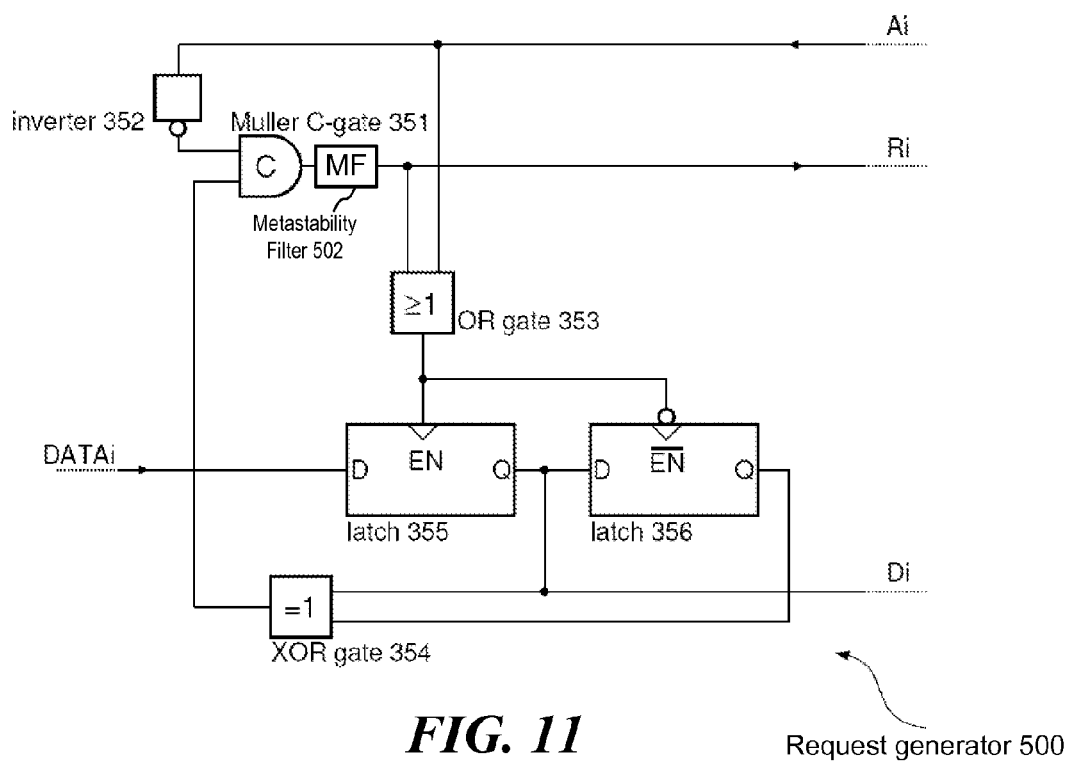 Ai
inverter 352
Muller C-gate 351
C
MF
Ri
Metastability
Filter 502
≥1
OR gate 353
DATAi
D
EN
Q
D
E̅N̅
Q
latch 355
latch 356
Di
=1
XOR gate 354
FIG. 11
Request generator 500